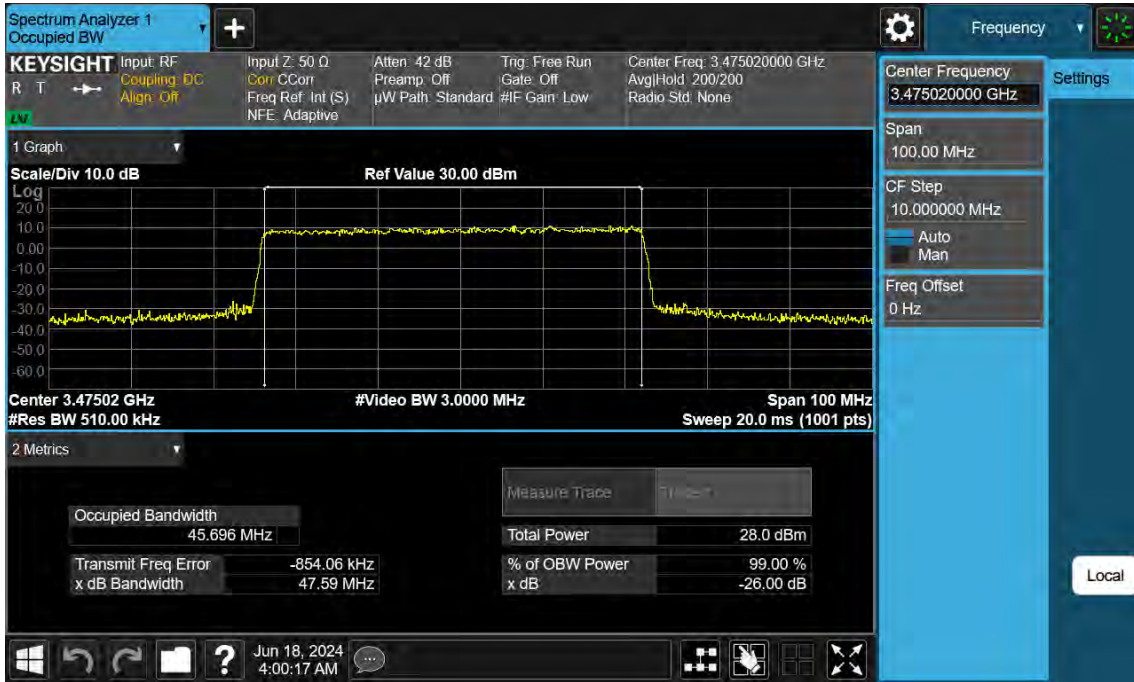 Spectrum Analyzer 1
Occupied BW
+
Frequency
KEYSIGHT
R T
LNI
Input: RF
Coupling: DC
Align: Off
Input Z: 50 Ω
Corr CCorr
Freq Ref: Int (S)
NFE: Adaptive
Atten: 42 dB
Preamp: Off
µW Path: Standard
Trig: Free Run
Gate: Off
#IF Gain: Low
Center Freq: 3.475020000 GHz
Avg|Hold: 200/200
Radio Std: None
Center Frequency
3.475020000 GHz
Settings
Span
100.00 MHz
CF Step
10.000000 MHz
Auto
Man
Freq Offset
0 Hz
1 Graph
Scale/Div 10.0 dB
Ref Value 30.00 dBm
Log
20.0
10.0
0.00
-10.0
-20.0
-30.0
-40.0
-50.0
-60.0
Center 3.47502 GHz
#Video BW 3.0000 MHz
Span 100 MHz
#Res BW 510.00 kHz
Sweep 20.0 ms (1001 pts)
2 Metrics
Measure Trace
Trace 1
Occupied Bandwidth
45.696 MHz
Total Power 28.0 dBm
Transmit Freq Error -854.06 kHz
% of OBW Power 99.00 %
x dB Bandwidth 47.59 MHz
x dB -26.00 dB
Local
?
Jun 18, 2024
4:00:17 AM